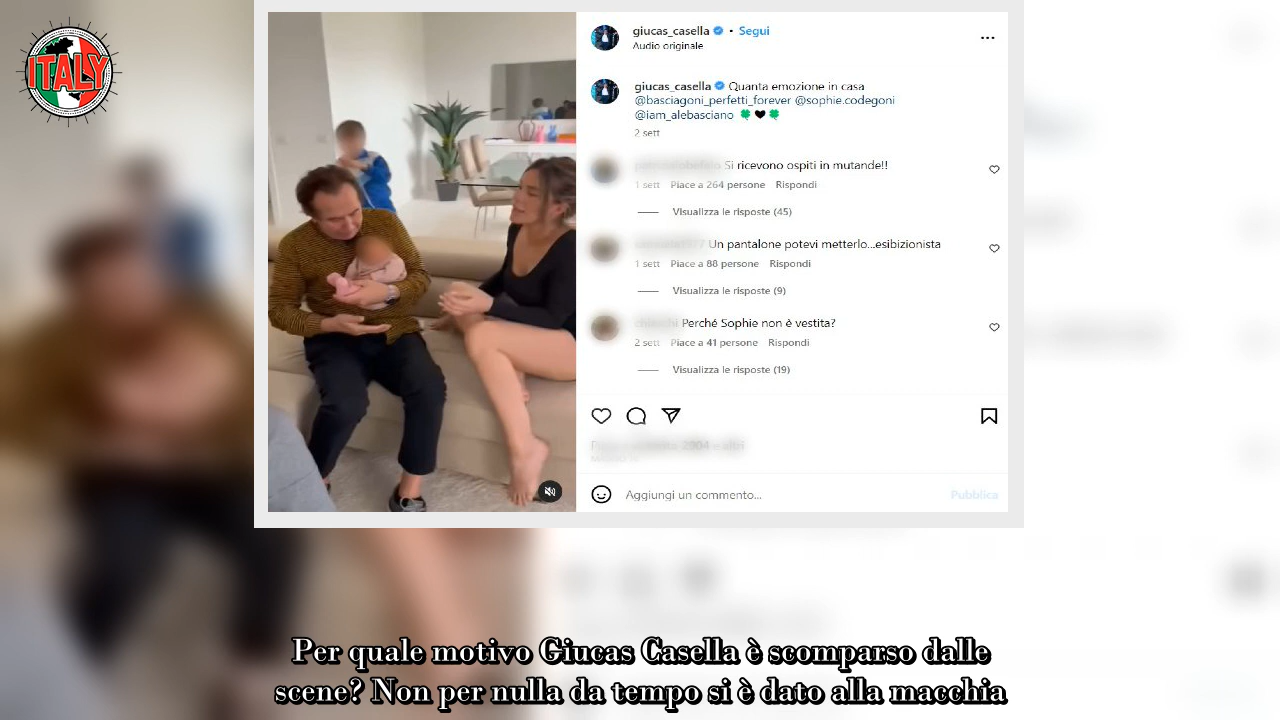 ITALY
giucas_casella • Segui
Audio originale
giucas_casella Quanta emozione in casa
@basciagoni_perfetti_forever @sophie.codegoni
@iam_alebasciano
2 sett
Si ricevono ospiti in mutande!!
1 sett Piace a 264 persone Rispondi
Visualizza le risposte (45)
Un pantalone potevi metterlo...esibizionista
1 sett Piace a 88 persone Rispondi
Visualizza le risposte (9)
Perché Sophie non è vestita?
2 sett Piace a 41 persone Rispondi
Visualizza le risposte (19)
Aggiungi un commento...
Pubblica
Per quale motivo Giucas Casella è scomparso dalle
scene? Non per nulla da tempo si è dato alla macchia